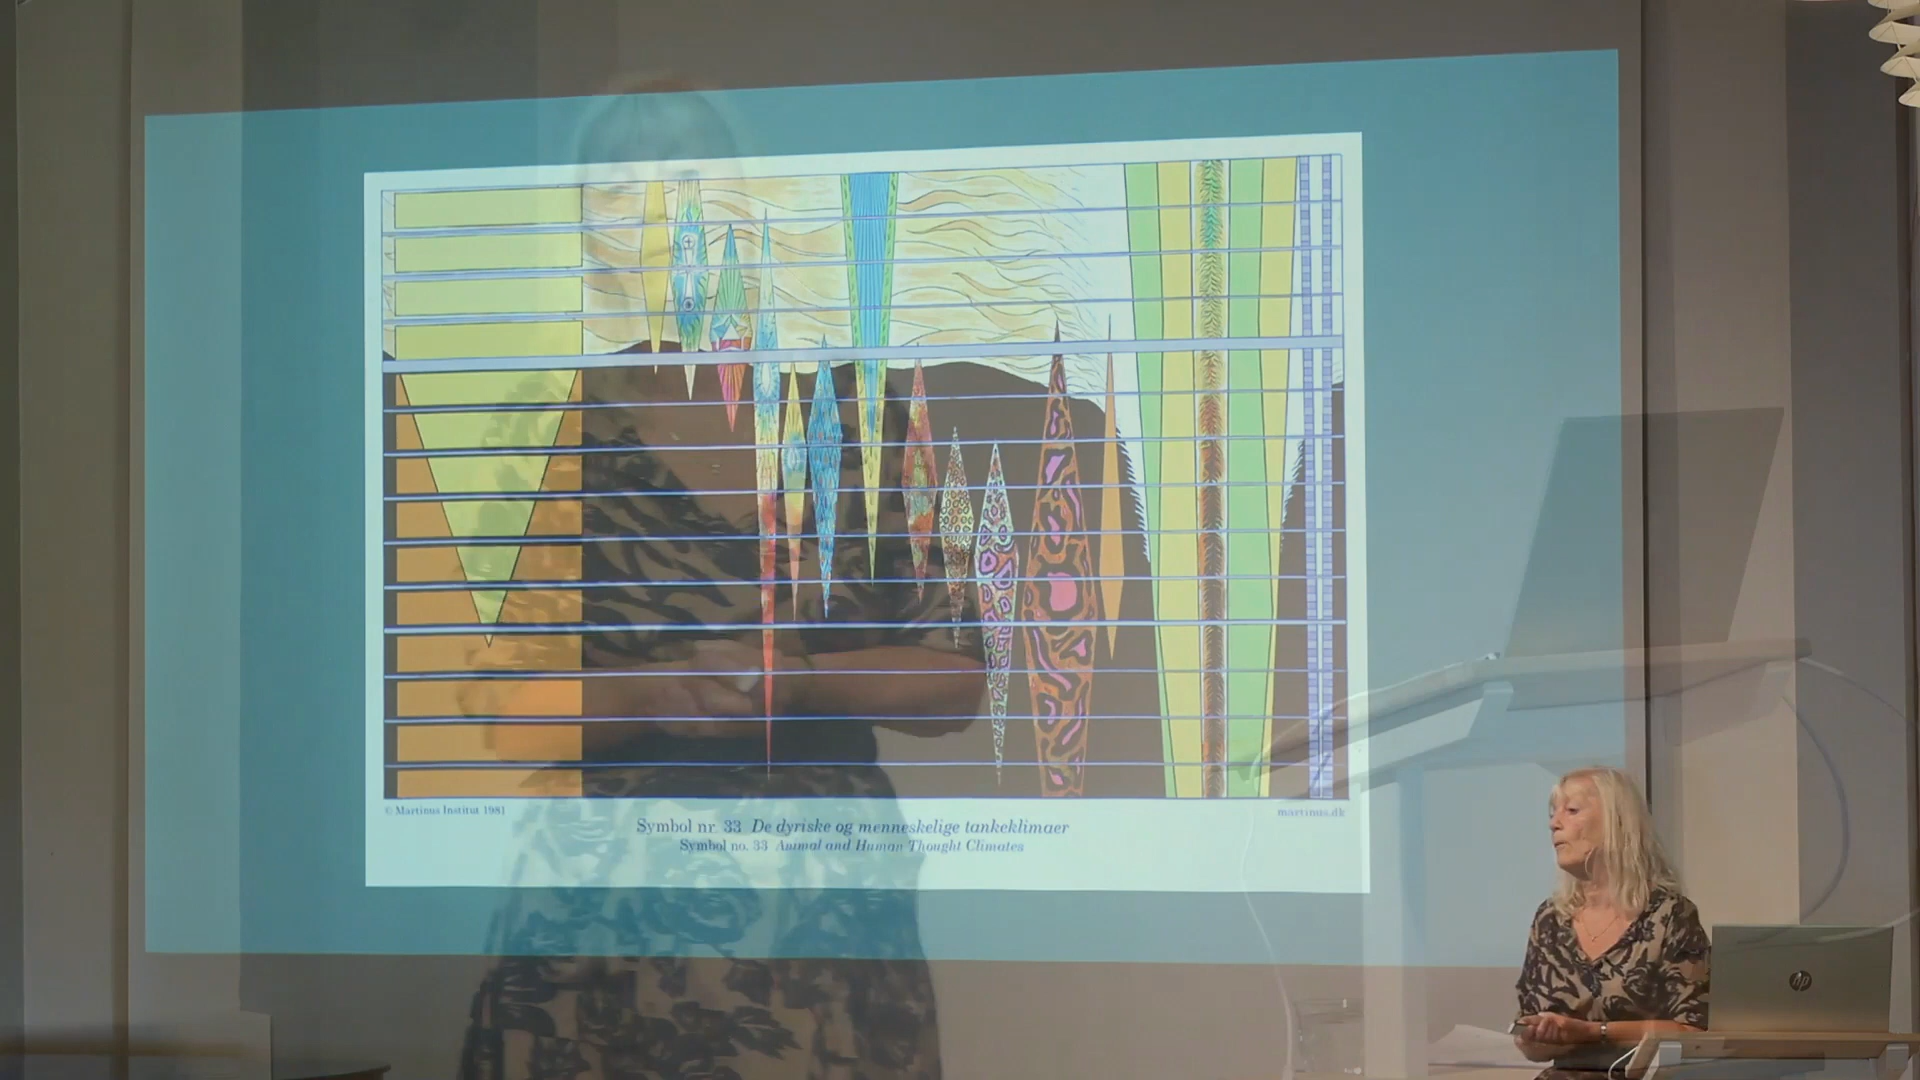 © Martinus Institut 1981
martinus.dk
Symbol nr. 33 De dyriske og menneskelige tankeklimaer
Symbol no. 33 Animal and Human Thought Climates
hp